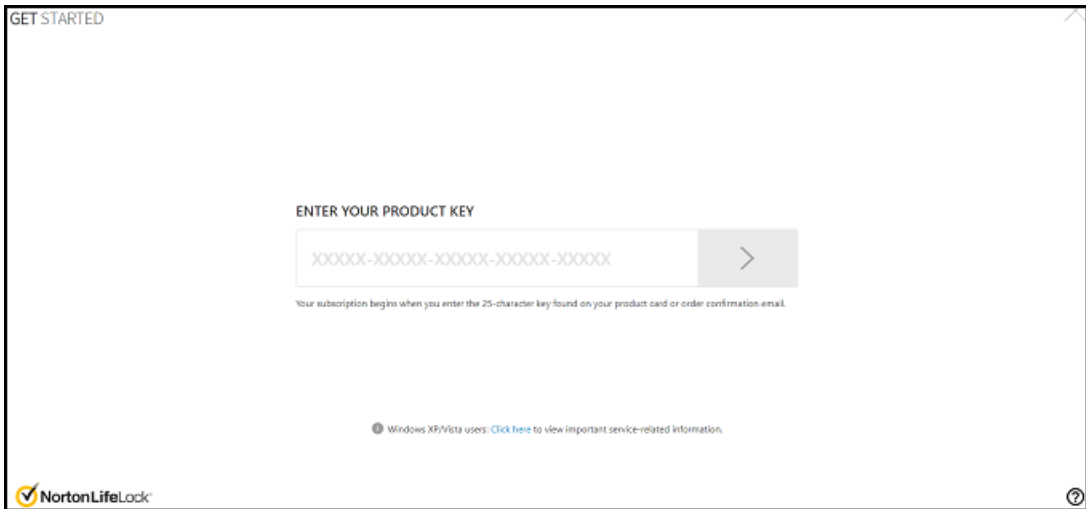 GET STARTED
ENTER YOUR PRODUCT KEY
XXXXX-XXXXX-XXXXX-XXXXX-XXXXX
Your subscription begins when you enter the 25-character key found on your product card or order confirmation email.
Windows XP/Vista users: Click here to view important service-related information.
NortonLifeLock